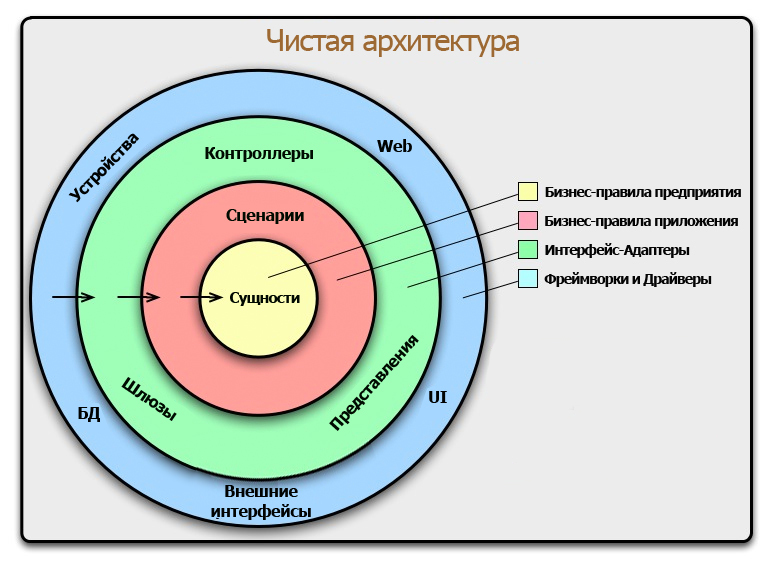 Чистая архитектура
Устройства
Web
Контроллеры
Сценарии
Сущности
Шлюзы
Представления
БД
UI
Внешние
интерфейсы
Бизнес-правила предприятия
Бизнес-правила приложения
Интерфейс-Адаптеры
Фреймворки и Драйверы